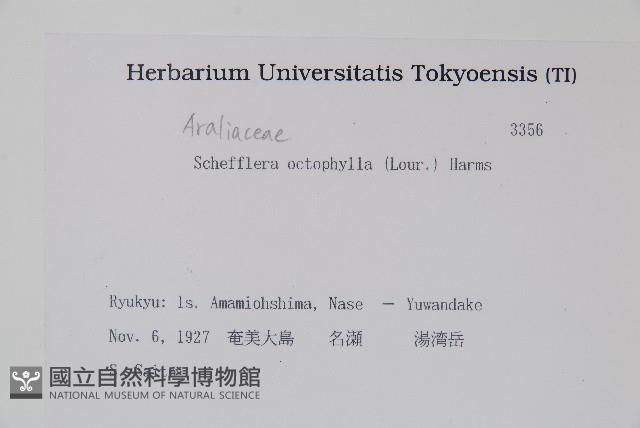 Herbarium Universitatis Tokyoensis (TI)
Araliaceae 3356
Schefflera octophylla (Lour.) Harms
Ryukyu: ls. Amamiohshima, Nase — Yuwandake
Nov. 6, 1927 奄美大島 名瀬 湯湾岳
S.
國立自然科學博物館
NATIONAL MUSEUM OF NATURAL SCIENCE